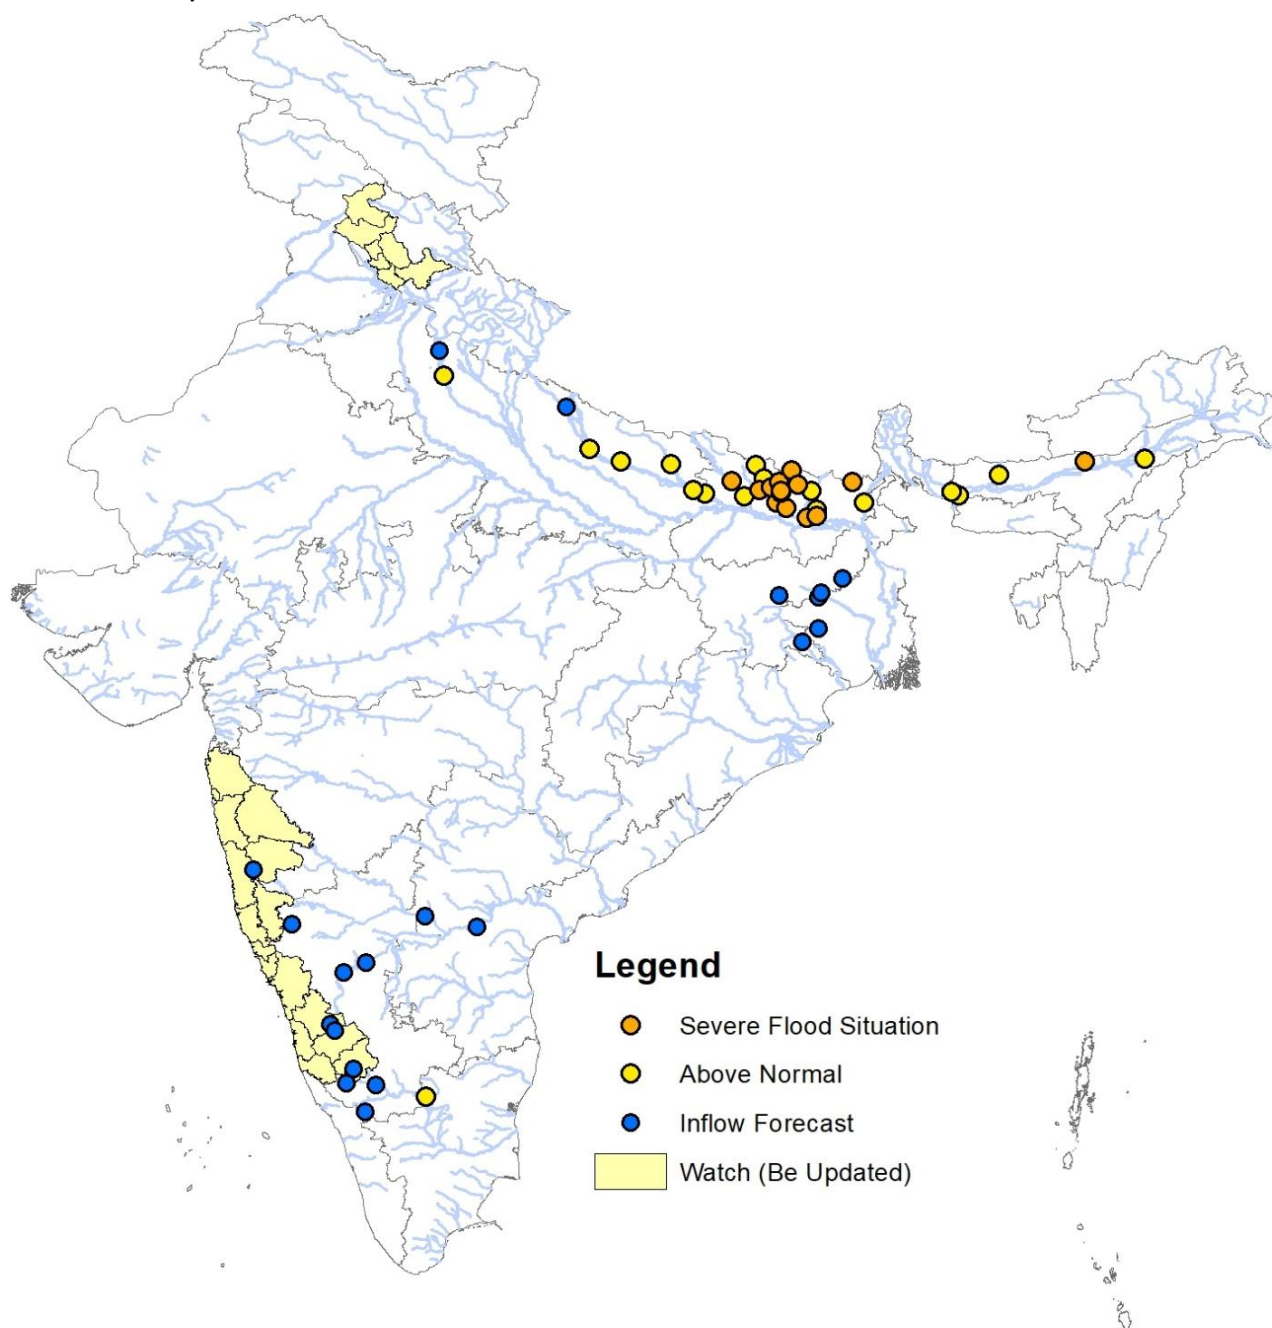 Legend
Severe Flood Situation
Above Normal
Inflow Forecast
Watch (Be Updated)